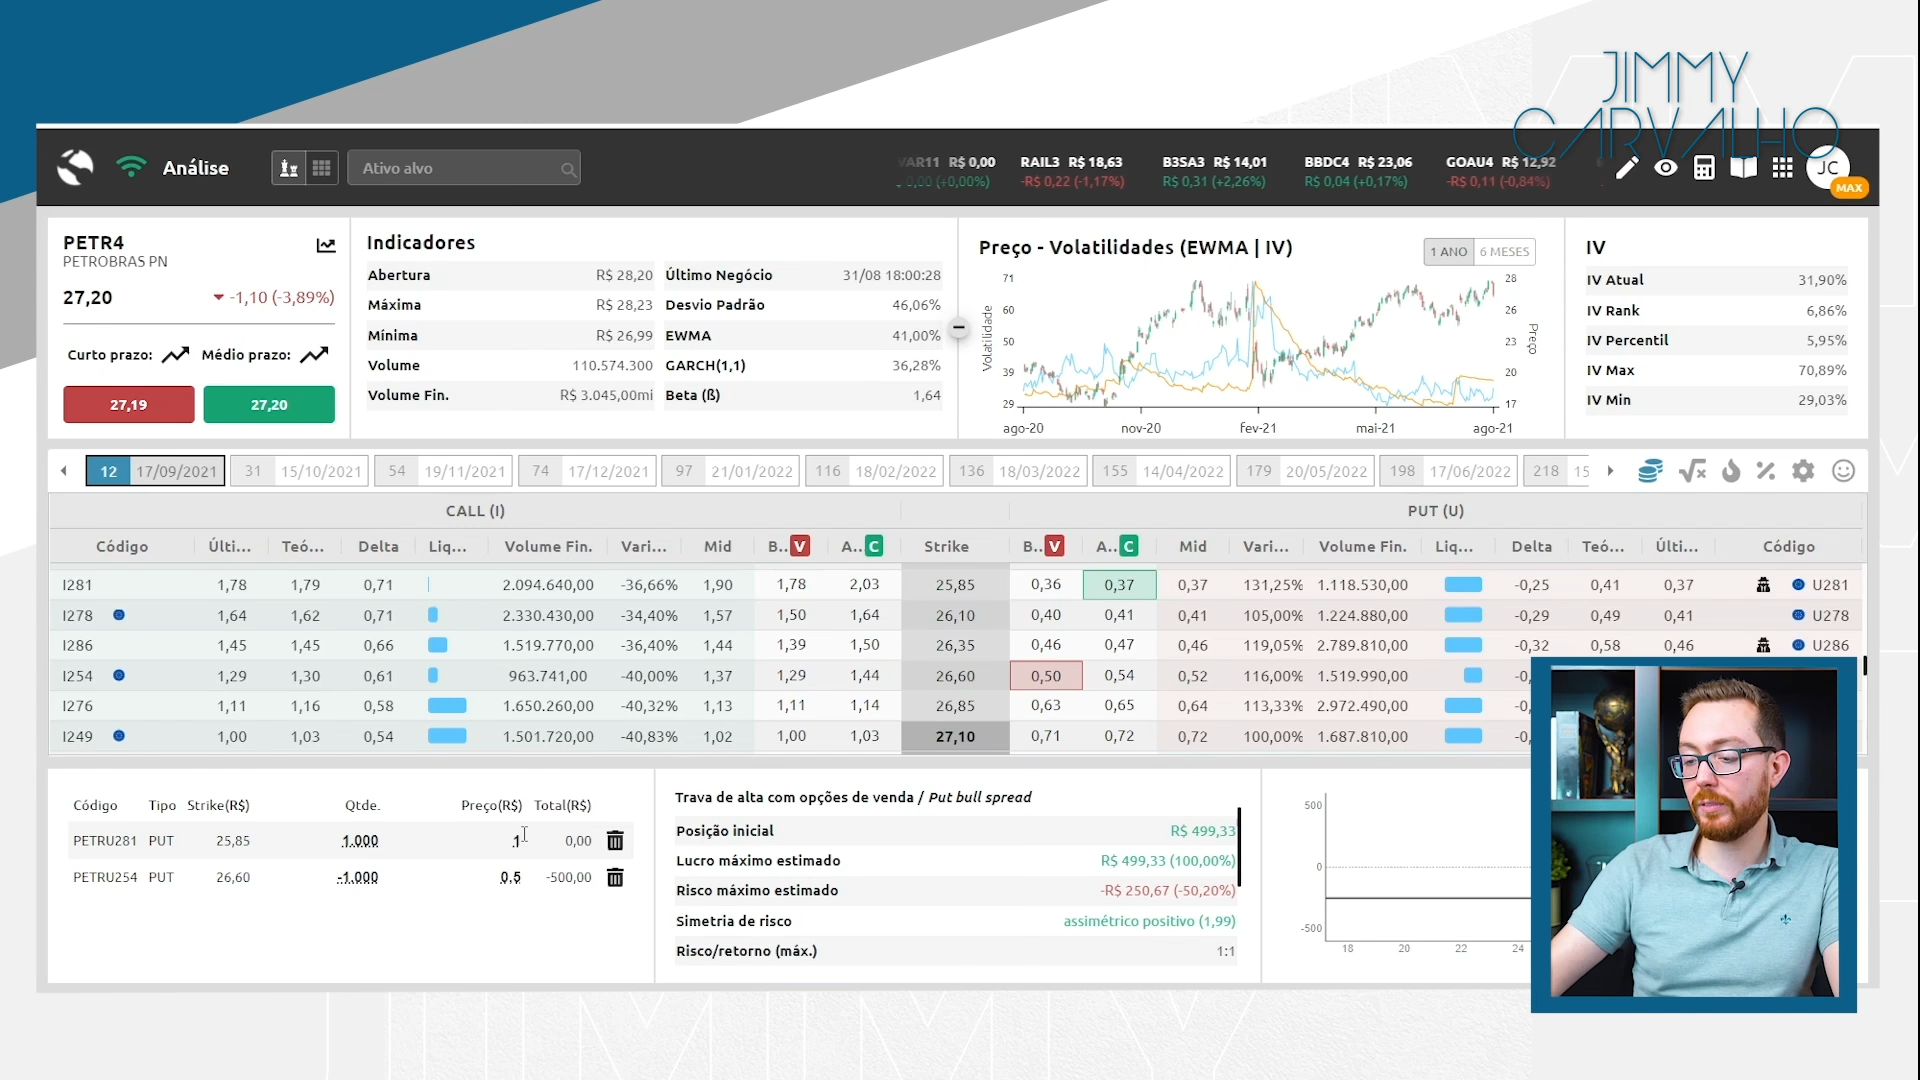 JIMMY
CARVALHO
Análise
Ativo alvo
VAR11 R$ 0,00 RAIL3 R$ 18,63 B3SA3 R$ 14,01 BBDC4 R$ 23,06 GOAU4 R$ 12,92
0,00 (+0,00%) -R$ 0,22 (-1,17%) R$ 0,31 (+2,26%) R$ 0,04 (+0,17%) -R$ 0,11 (-0,84%)
JC
MAX
PETR4
PETROBRAS PN
27,20 -1,10 (-3,89%)
Curto prazo: Médio prazo:
27,19 27,20
Indicadores
Abertura R$ 28,20 Último Negócio 31/08 18:00:28
Máxima R$ 28,23 Desvio Padrão 46,06%
Mínima R$ 26,99 EWMA 41,00%
Volume 110.574.300 GARCH(1,1) 36,28%
Volume Fin. R$ 3.045,00mi Beta (ß) 1,64
Preço - Volatilidades (EWMA | IV) 1 ANO 6 MESES
Volatilidade
71
60
50
39
29
28
26
23
20
17
Preço
ago-20 nov-20 fev-21 mai-21 ago-21
IV
IV Atual 31,90%
IV Rank 6,86%
IV Percentil 5,95%
IV Max 70,89%
IV Min 29,03%
12 17/09/2021 31 15/10/2021 54 19/11/2021 74 17/12/2021 97 21/01/2022 116 18/02/2022 136 18/03/2022 155 14/04/2022 179 20/05/2022 198 17/06/2022 218 15
CALL (I) PUT (U)
Código Últi... Teó... Delta Liq... Volume Fin. Vari... Mid B.. V A.. C Strike B.. V A.. C Mid Vari... Volume Fin. Liq... Delta Teó... Últi... Código
I281 1,78 1,79 0,71 2.094.640,00 -36,66% 1,90 1,78 2,03 25,85 0,36 0,37 0,37 131,25% 1.118.530,00 -0,25 0,41 0,37 U281
I278 1,64 1,62 0,71 2.330.430,00 -34,40% 1,57 1,50 1,64 26,10 0,40 0,41 0,41 105,00% 1.224.880,00 -0,29 0,49 0,41 U278
I286 1,45 1,45 0,66 1.519.770,00 -36,40% 1,44 1,39 1,50 26,35 0,46 0,47 0,46 119,05% 2.789.810,00 -0,32 0,58 0,46 U286
I254 1,29 1,30 0,61 963.741,00 -40,00% 1,37 1,29 1,44 26,60 0,50 0,54 0,52 116,00% 1.519.990,00
I276 1,11 1,16 0,58 1.650.260,00 -40,32% 1,13 1,11 1,14 26,85 0,63 0,65 0,64 113,33% 2.972.490,00
I249 1,00 1,03 0,54 1.501.720,00 -40,83% 1,02 1,00 1,03 27,10 0,71 0,72 0,72 100,00% 1.687.810,00
Código Tipo Strike(R$) Qtde. Preço(R$) Total(R$)
PETRU281 PUT 25,85 1.000 1 0,00
PETRU254 PUT 26,60 -1.000 0.5 -500,00
Trava de alta com opções de venda / Put bull spread
Posição inicial R$ 499,33
Lucro máximo estimado R$ 499,33 (100,00%)
Risco máximo estimado -R$ 250,67 (-50,20%)
Simetria de risco assimétrico positivo (1,99)
Risco/retorno (máx.) 1:1
500
0
-500
18 20 22 24